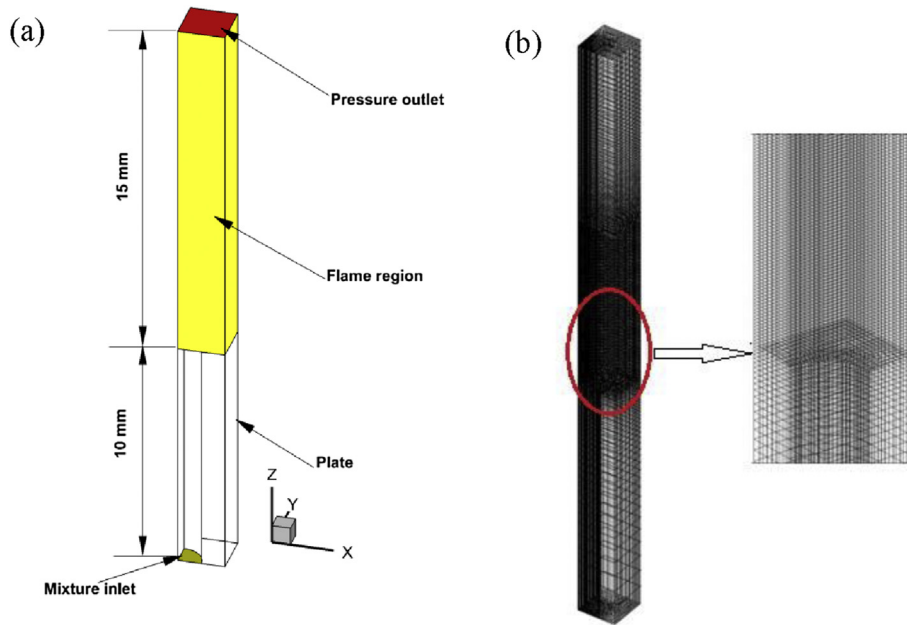 (a)
(b)
Pressure outlet
15 mm
Flame region
10 mm
Plate
Z
Y
X
Mixture inlet